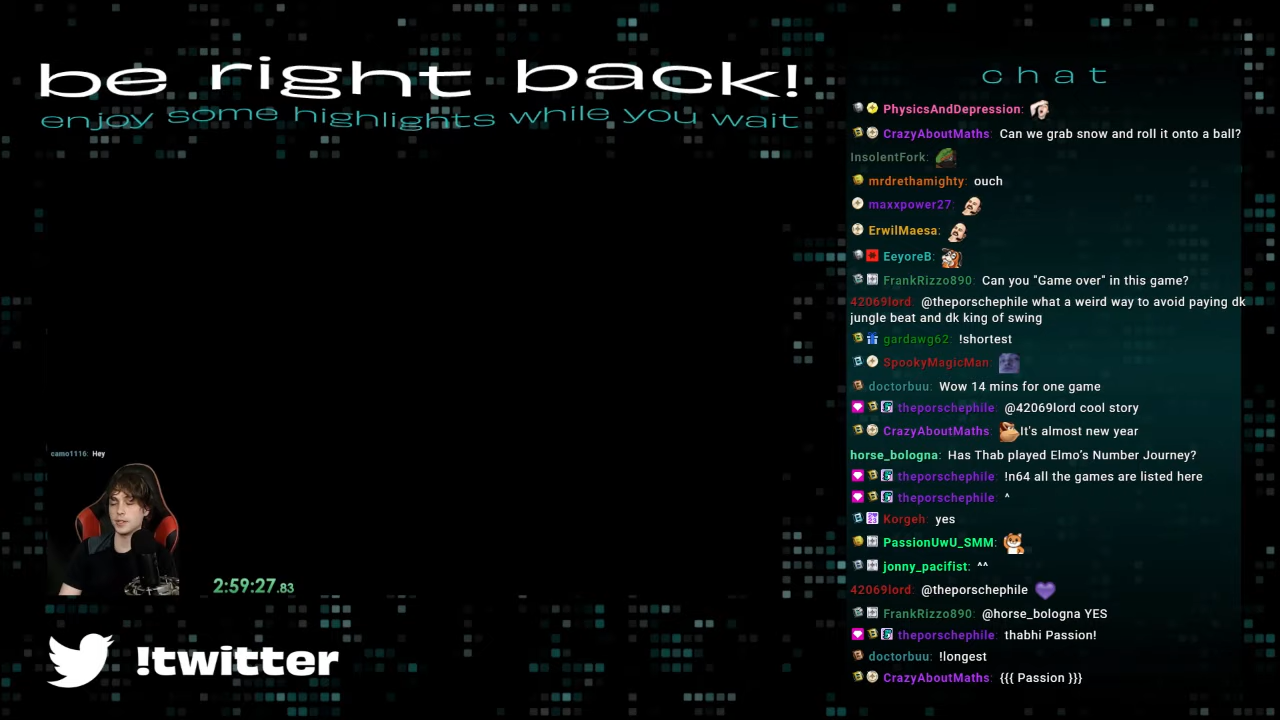 be right back!
enjoy some highlights while you wait
camo1116: Hey
2:59:27.83
!twitter
chat
PhysicsAndDepression:
CrazyAboutMaths: Can we grab snow and roll it onto a ball?
InsolentFork:
mrdrethamighty: ouch
maxxpower27:
ErwilMaesa:
EeyoreB:
FrankRizzo890: Can you "Game over" in this game?
42069lord: @theporschephile what a weird way to avoid paying dk
jungle beat and dk king of swing
gardawg62: !shortest
SpookyMagicMan:
doctorbuu: Wow 14 mins for one game
theporschephile: @42069lord cool story
CrazyAboutMaths: It's almost new year
horse_bologna: Has Thab played Elmo's Number Journey?
theporschephile: !n64 all the games are listed here
theporschephile: ^
Korgeh: yes
PassionUwU_SMM:
jonny_pacifist: ^^
42069lord: @theporschephile
FrankRizzo890: @horse_bologna YES
theporschephile: thabhi Passion!
doctorbuu: !longest
CrazyAboutMaths: {{{ Passion }}}